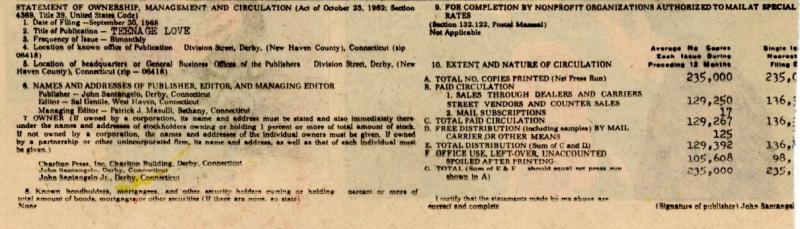 STATEMENT OF OWNERSHIP, MANAGEMENT AND CIRCULATION (Act of October 23, 1962; Section
4369, Title 39, United States Code)
1. Date of Filing — September 30, 1968
2. Title of Publication — TEENAGE LOVE
3. Frequency of Issue — Bimonthly
4. Location of known office of Publication Division Street, Derby, (New Haven County), Connecticut (zip
06418)
5. Location of headquarters or General Business Offices of the Publishers Division Street, Derby, (New
Haven County), Connecticut (zip — 06418)
6. NAMES AND ADDRESSES OF PUBLISHER, EDITOR, AND MANAGING EDITOR
Publisher — John Santangelo, Derby, Connecticut
Editor — Sal Gentile, West Haven, Connecticut
Managing Editor — Patrick J. Masulli, Bethany, Connecticut
7 OWNER (If owned by a corporation, its name and address must be stated and also immediately there
under the names and addresses of stockholders owning or holding 1 percent or more of total amount of stock.
If not owned by a corporation, the names and addresses of the individual owners must be given. If owned
by a partnership or other unincorporated firm, its name and address, as well as that of each individual must
be given.)
Charlton Press, Inc. Charlton Building, Derby, Connecticut
John Santangelo, Derby, Connecticut
John Santangelo Jr., Derby, Connecticut
8. Known bondholders, mortgagees, and other security holders owning or holding percent or more of
total amount of bonds, mortgages or other securities (If there are none, so state)
None
9. FOR COMPLETION BY NONPROFIT ORGANIZATIONS AUTHORIZED TO MAIL AT SPECIAL
RATES
(Section 132.122, Postal Manual)
Not Applicable
Average No Copies Single Is
Each Issue During Nearest
Preceding 12 Months Filing D
10. EXTENT AND NATURE OF CIRCULATION
A. TOTAL NO. COPIES PRINTED (Net Press Run) 235,000 235,0
B. PAID CIRCULATION
1. SALES THROUGH DEALERS AND CARRIERS
STREET VENDORS AND COUNTER SALES 129,250 136,
2. MAIL SUBSCRIPTIONS 17
C. TOTAL PAID CIRCULATION 129,267 136,
D. FREE DISTRIBUTION (including samples) BY MAIL
CARRIER OR OTHER MEANS 125
E. TOTAL DISTRIBUTION (Sum of C and D) 129,392 136,
F OFFICE USE, LEFT-OVER, UNACCOUNTED
SPOILED AFTER PRINTING 105,608 98,
G. TOTAL (Sum of E & F should equal net press run 235,000 235,
shown in A)
I certify that the statements made by me above are
correct and complete (Signature of publisher) John Santangel